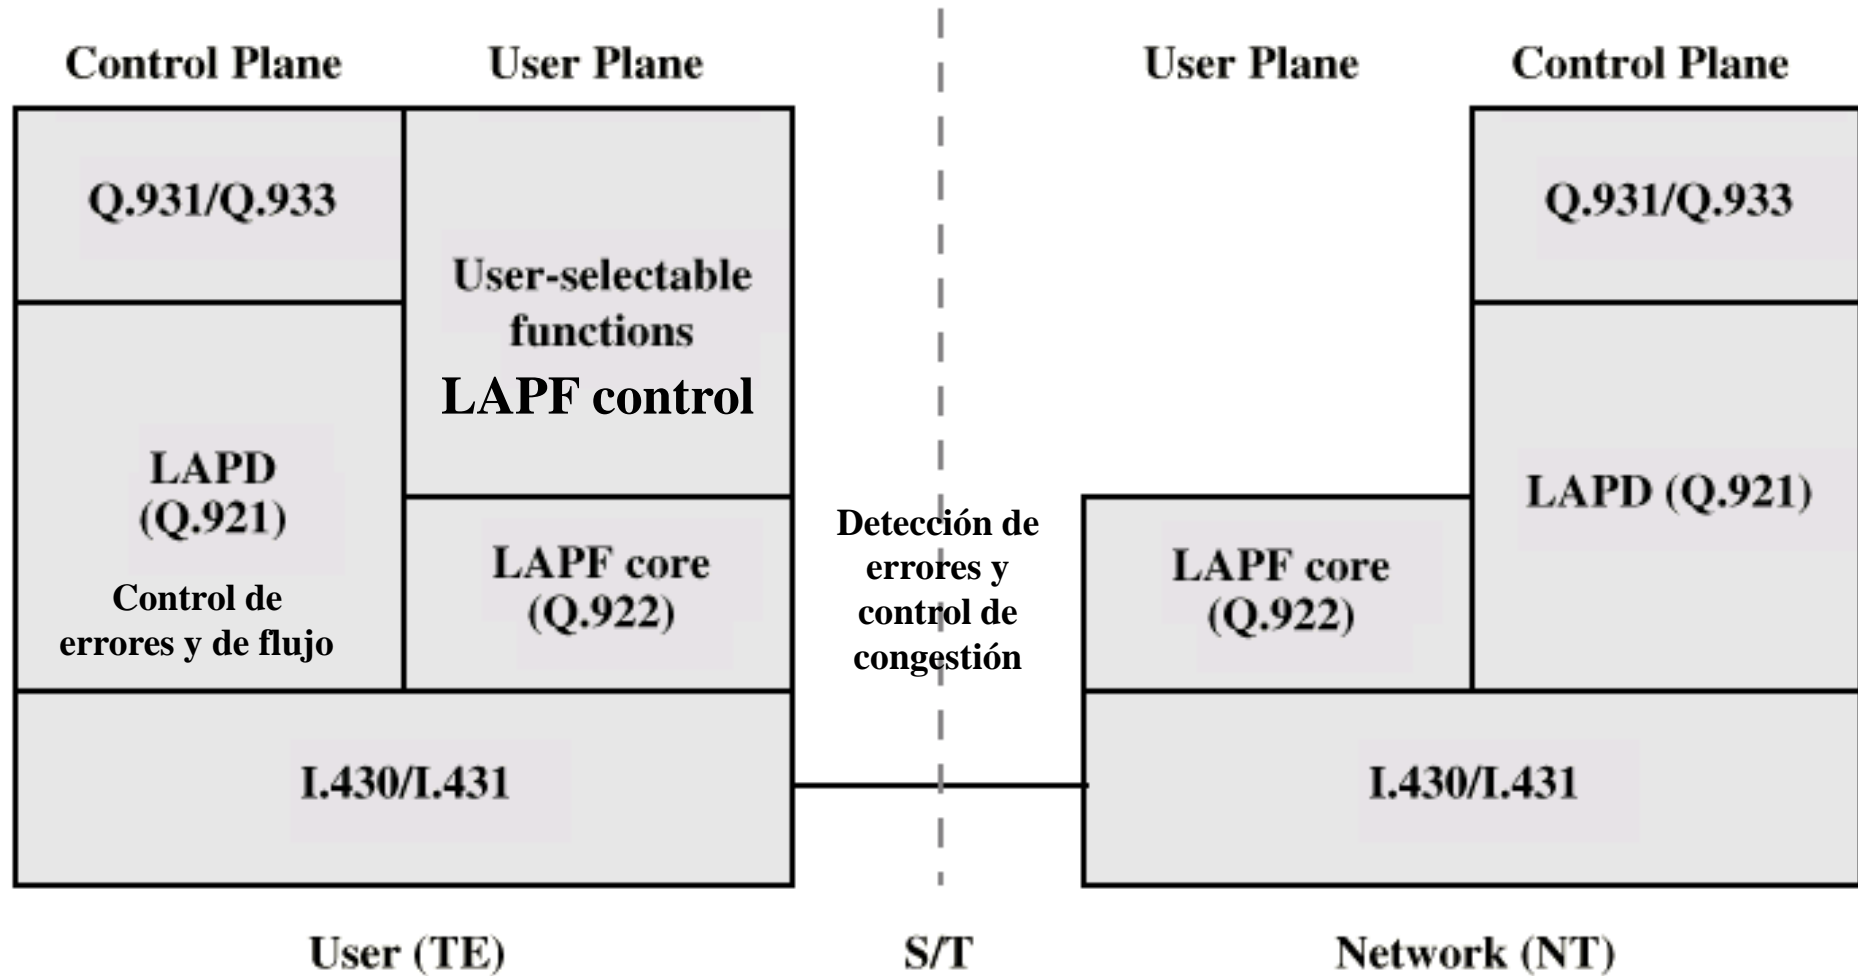 Control Plane
User Plane
User Plane
Control Plane
Q.931/Q.933
User-selectable
functions
LAPF control
LAPD
(Q.921)
Control de
errores y de flujo
LAPF core
(Q.922)
I.430/I.431
Detección de
errores y
control de
congestión
LAPF core
(Q.922)
Q.931/Q.933
LAPD (Q.921)
I.430/I.431
User (TE)
S/T
Network (NT)